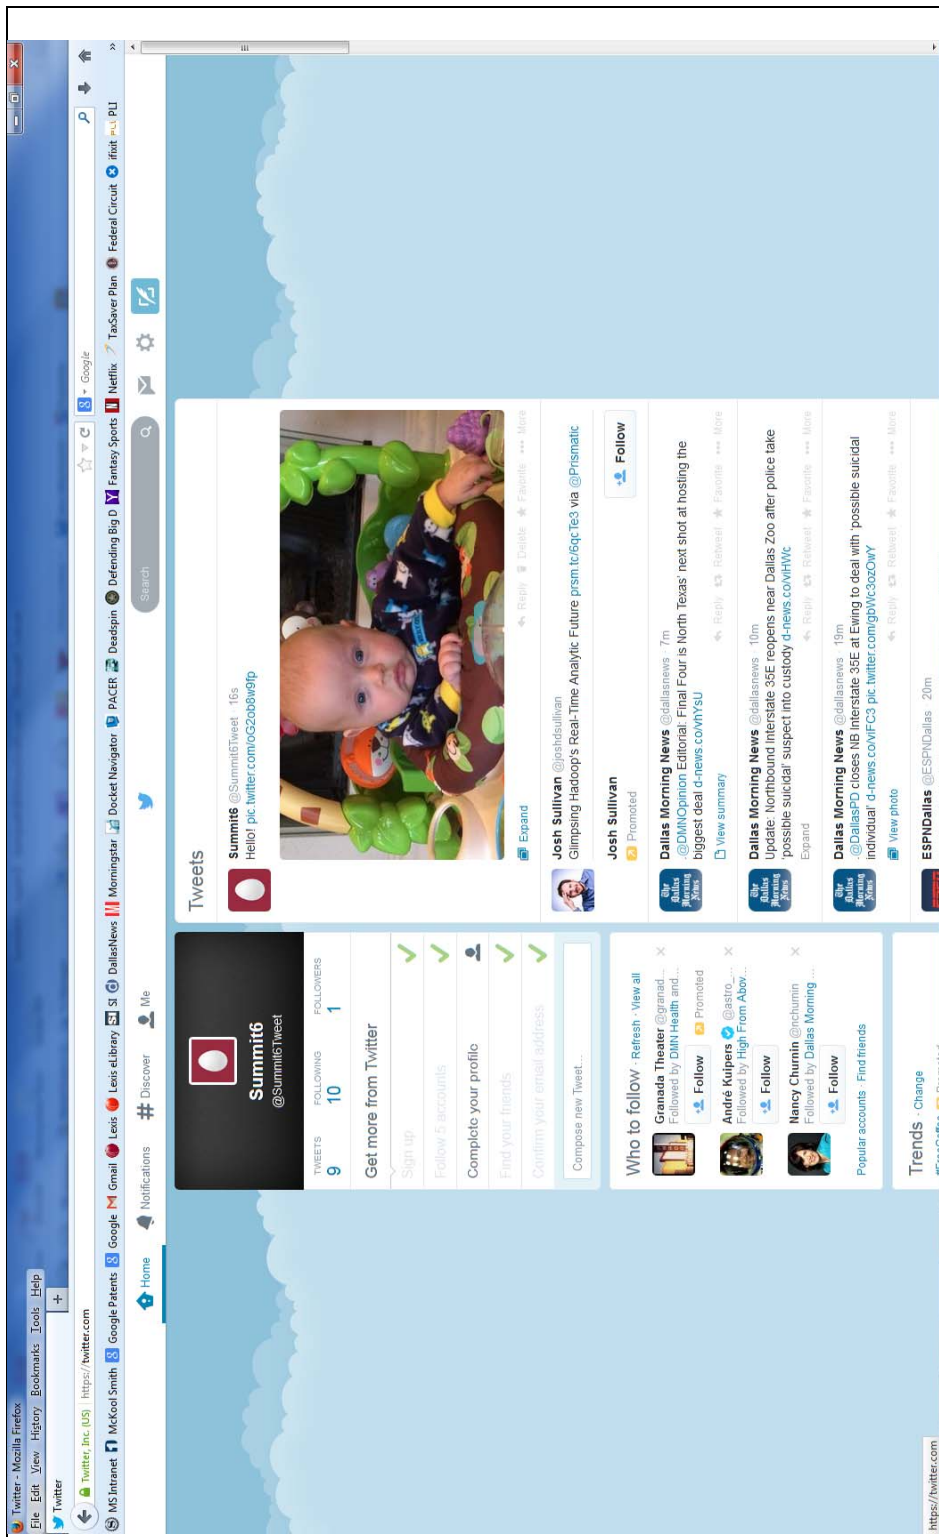 Twitter - Mozilla Firefox
File Edit View History Bookmarks Tools Help
Twitter
+
Twitter, Inc. (US) https://twitter.com
Google
MS Intranet McKool Smith Google Patents Google Gmail Lexis Lexis eLibrary SI DallasNews Morningstar Docket Navigator PACER Deadspin Defending Big D Fantasy Sports Netflix TaxSaver Plan Federal Circuit ifixit PLI
Home Notifications # Discover Me
Search
Summit6
@Summit6Tweet
TWEETS FOLLOWING FOLLOWERS
9 10 1
Get more from Twitter
Sign up
Follow 5 accounts
Complete your profile
Find your friends
Confirm your email address
Compose new Tweet...
Who to follow · Refresh · View all
Granada Theater @granad...
Followed by DMN Health and...
Follow Promoted
André Kuipers @astro_...
Followed by High From Abov...
Follow
Nancy Churnin @nchurnin
Followed by Dallas Morning...
Follow
Popular accounts · Find friends
Trends · Change
Tweets
Summit6 @Summit6Tweet · 16s
Hello! pic.twitter.com/oG2ob8w9fp
Expand Reply Delete Favorite More
Josh Sullivan @joshdsullivan
Glimpsing Hadoop's Real-Time Analytic Future prsm.tc/6qcTe3 via @Prismatic
Josh Sullivan
Promoted
Follow
Dallas Morning News @dallasnews · 7m
.@DMNOpinion Editorial: Final Four is North Texas' next shot at hosting the
biggest deal d-news.co/vhYsU
View summary Reply Retweet Favorite More
Dallas Morning News @dallasnews · 10m
Update: Northbound Interstate 35E reopens near Dallas Zoo after police take
'possible suicidal' suspect into custody d-news.co/viHWc
Expand Reply Retweet Favorite More
Dallas Morning News @dallasnews · 19m
.@DallasPD closes NB Interstate 35E at Ewing to deal with 'possible suicidal
individual' d-news.co/viFC3 pic.twitter.com/gbWc3ozOwY
View photo Reply Retweet Favorite More
ESPNDallas @ESPNDallas 20m
https://twitter.com